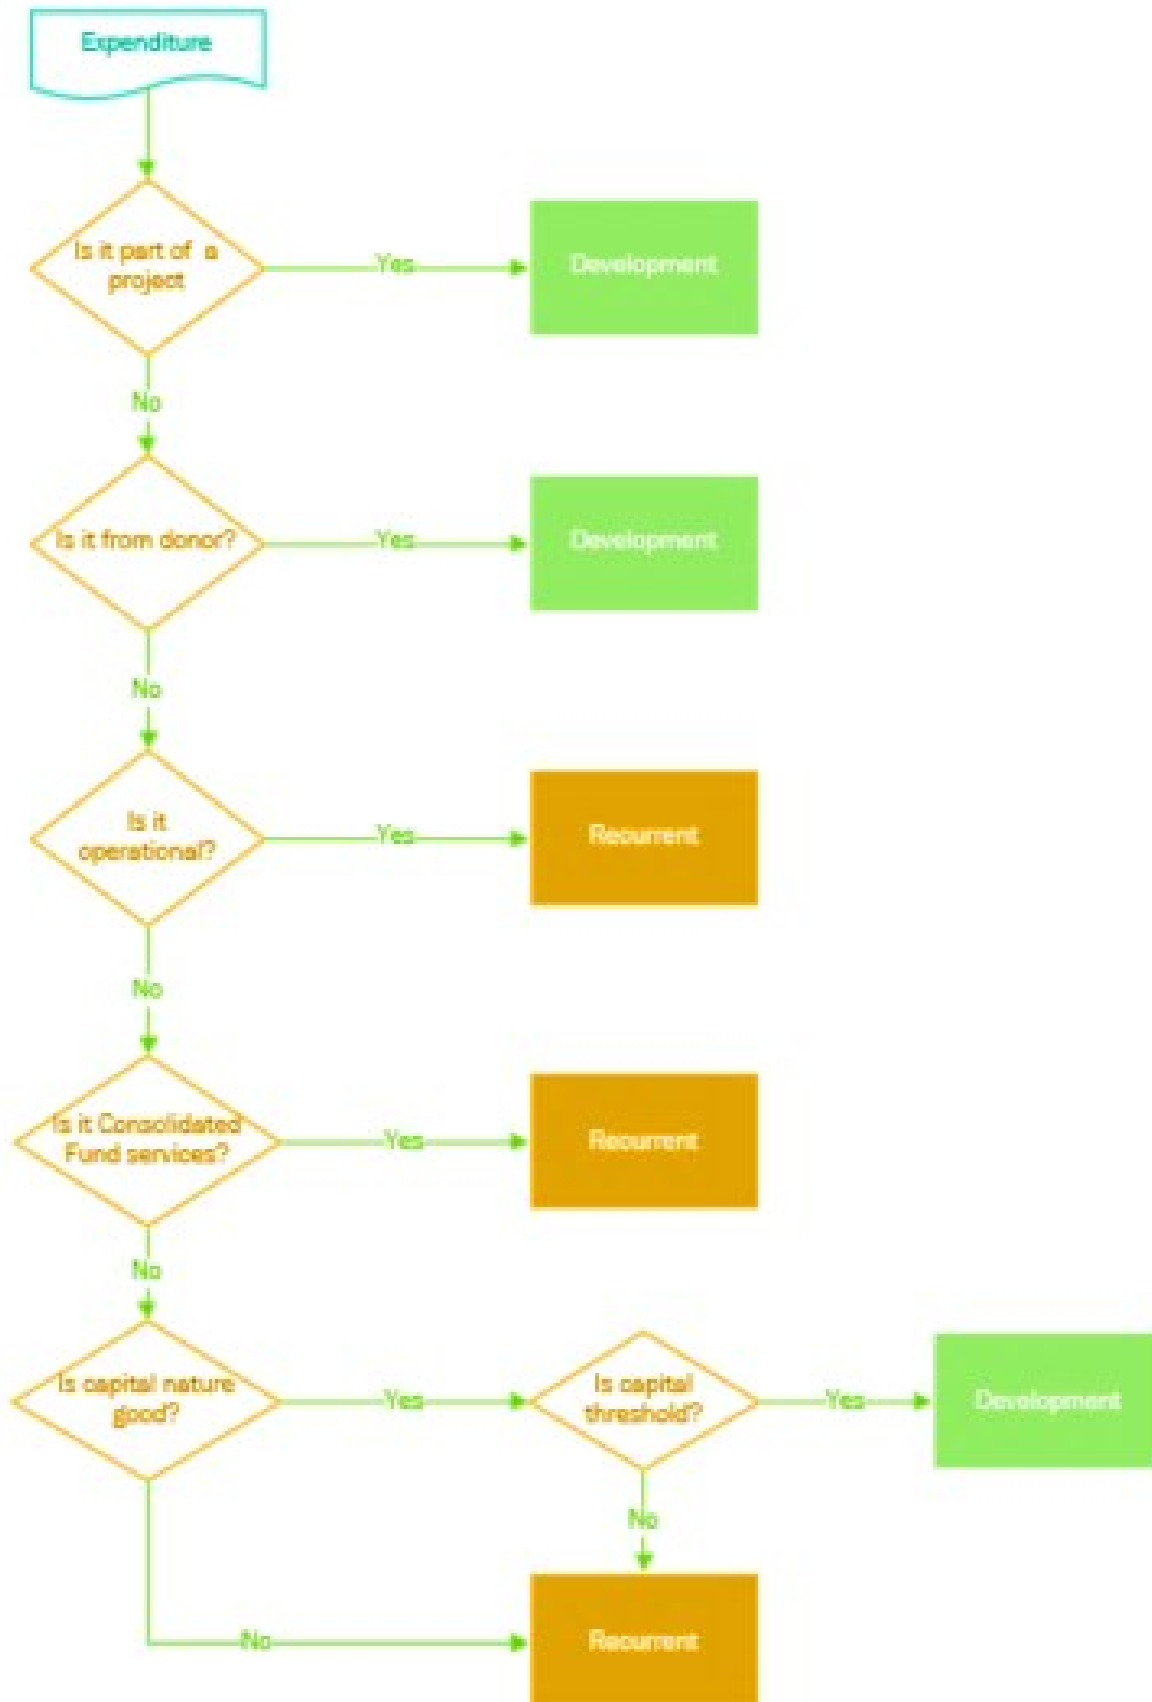 Expenditure
Is it part of a
project
Yes
Development
No
Is it from donor?
Yes
Development
No
Is it
operational?
Yes
Recurrent
No
Is it Consolidated
Fund services?
Yes
Recurrent
No
Is capital nature
good?
Yes
Is capital
threshold?
Yes
Development
No
No
Recurrent